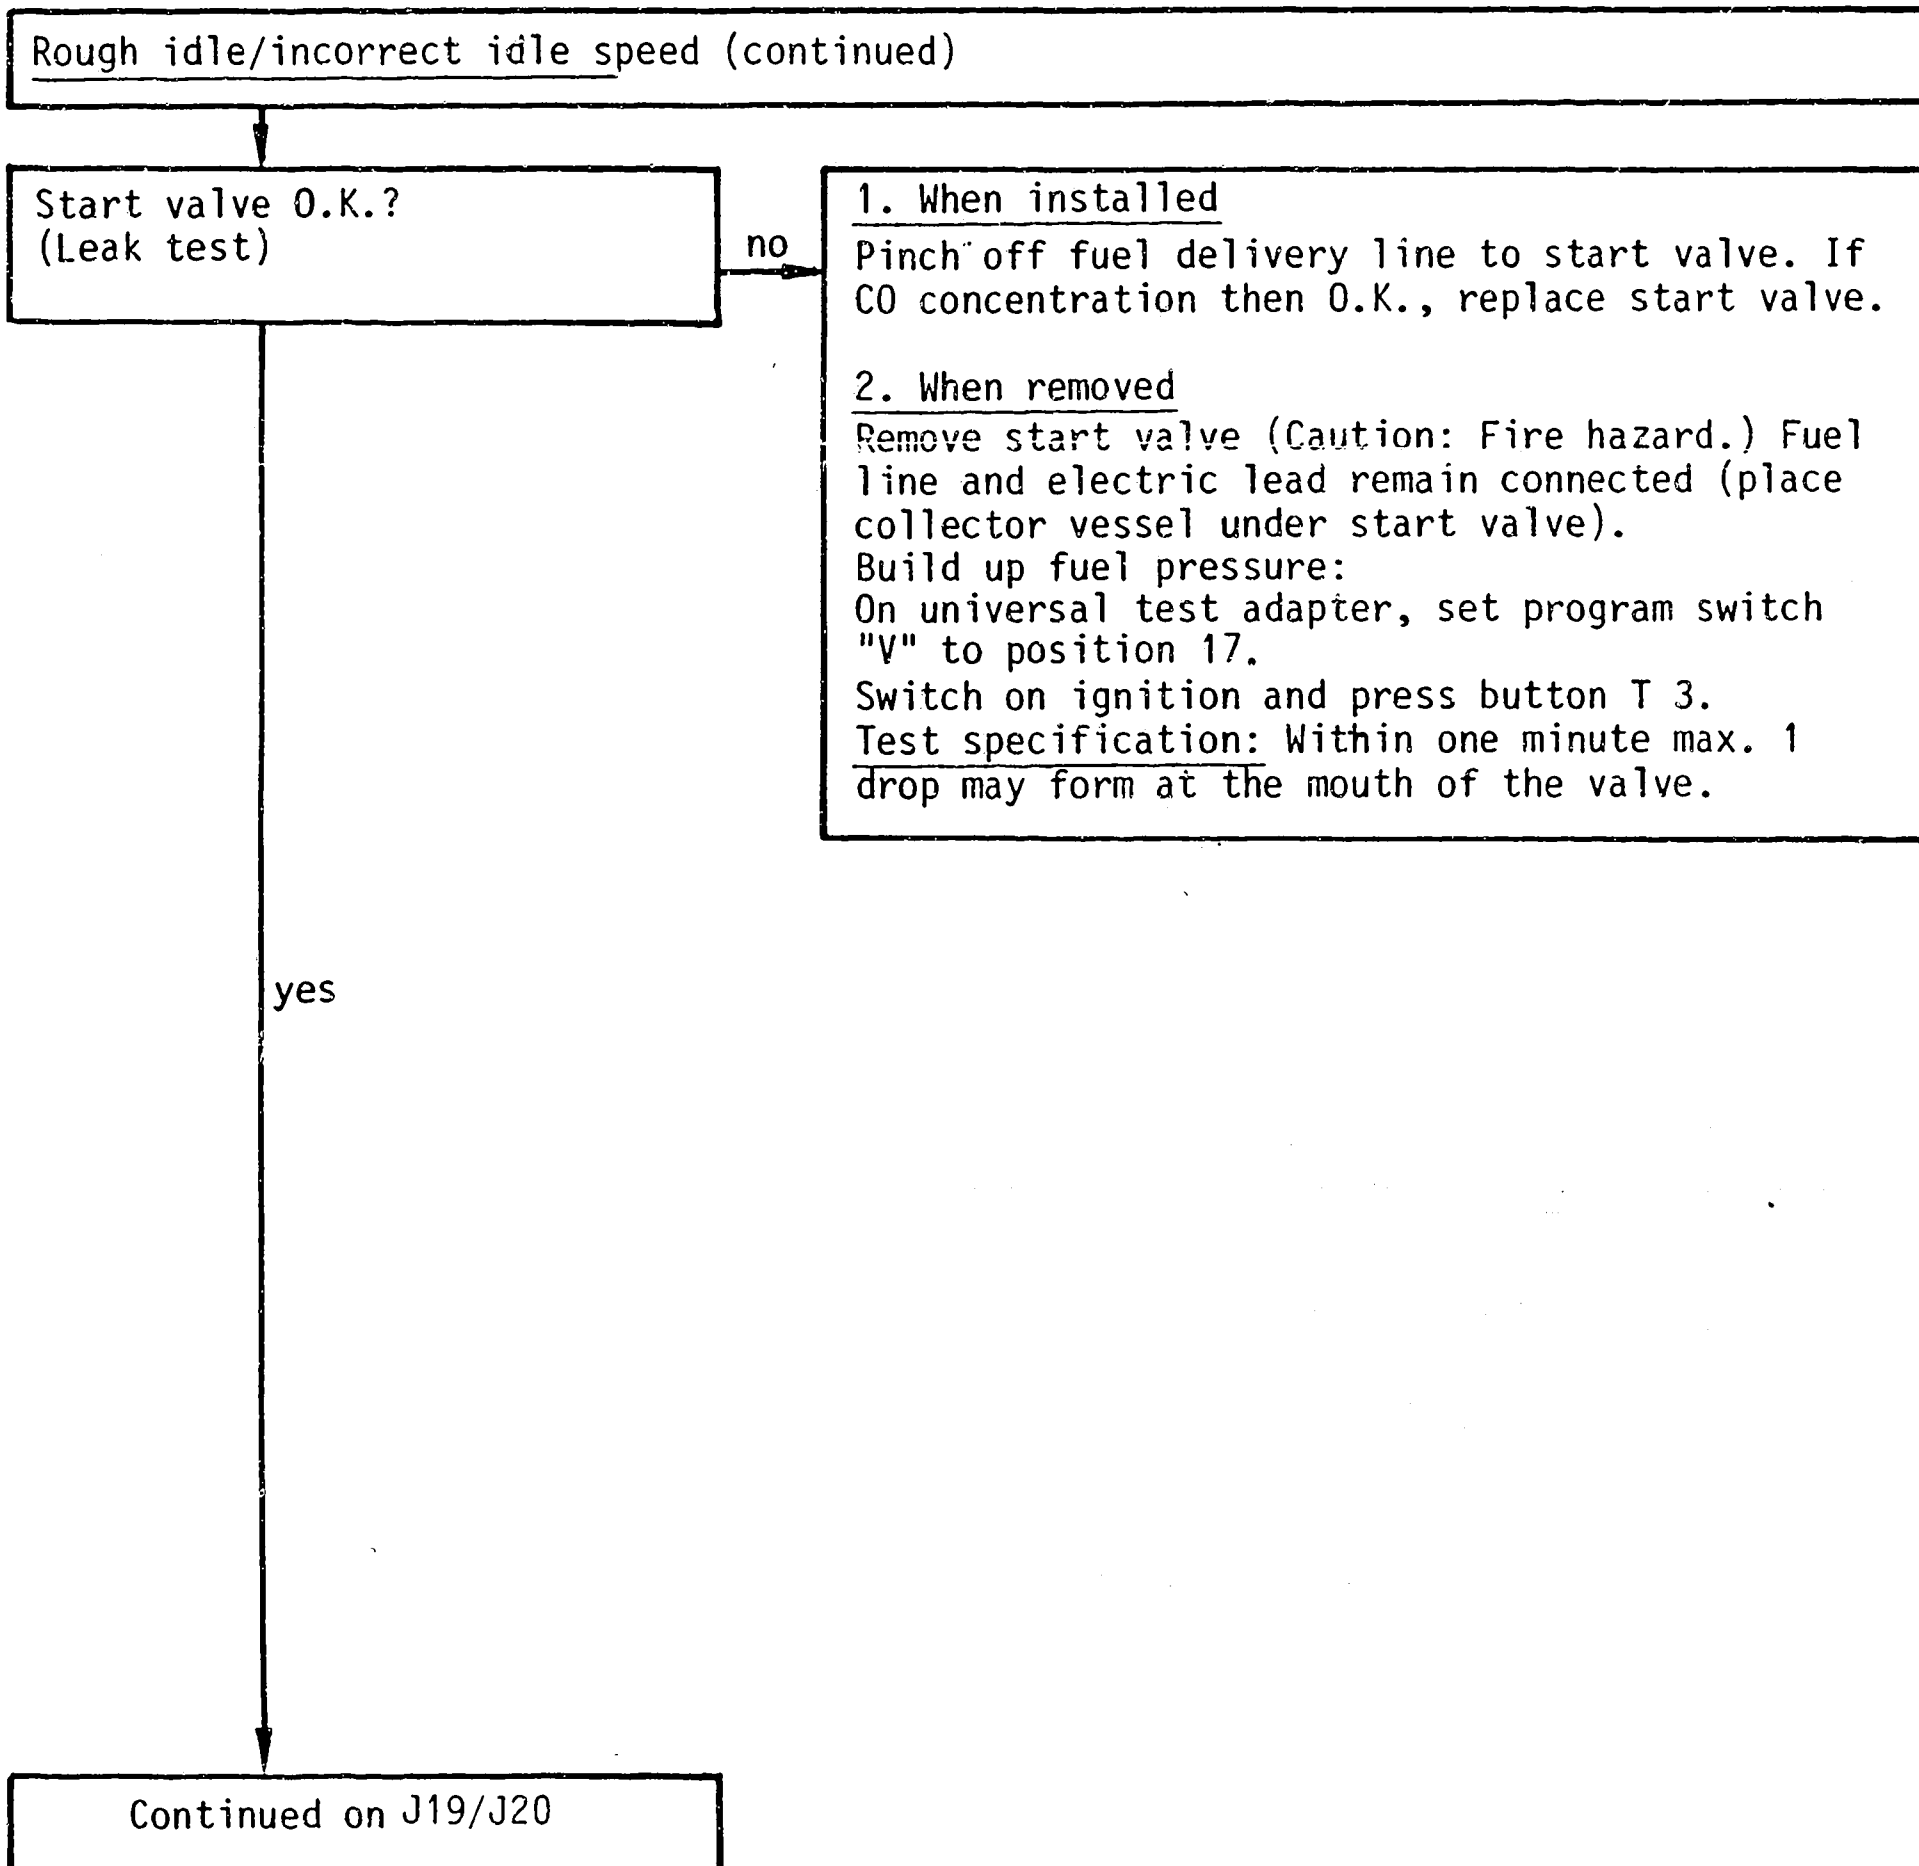 Rough idle/incorrect idle speed (continued)
Start valve O.K.?
(Leak test)
no
1. When installed
Pinch off fuel delivery line to start valve. If
CO concentration then O.K., replace start valve.
2. When removed
Remove start valve (Caution: Fire hazard.) Fuel
line and electric lead remain connected (place
collector vessel under start valve).
Build up fuel pressure:
On universal test adapter, set program switch
"V" to position 17.
Switch on ignition and press button T 3.
Test specification: Within one minute max. 1
drop may form at the mouth of the valve.
yes
Continued on J19/J20